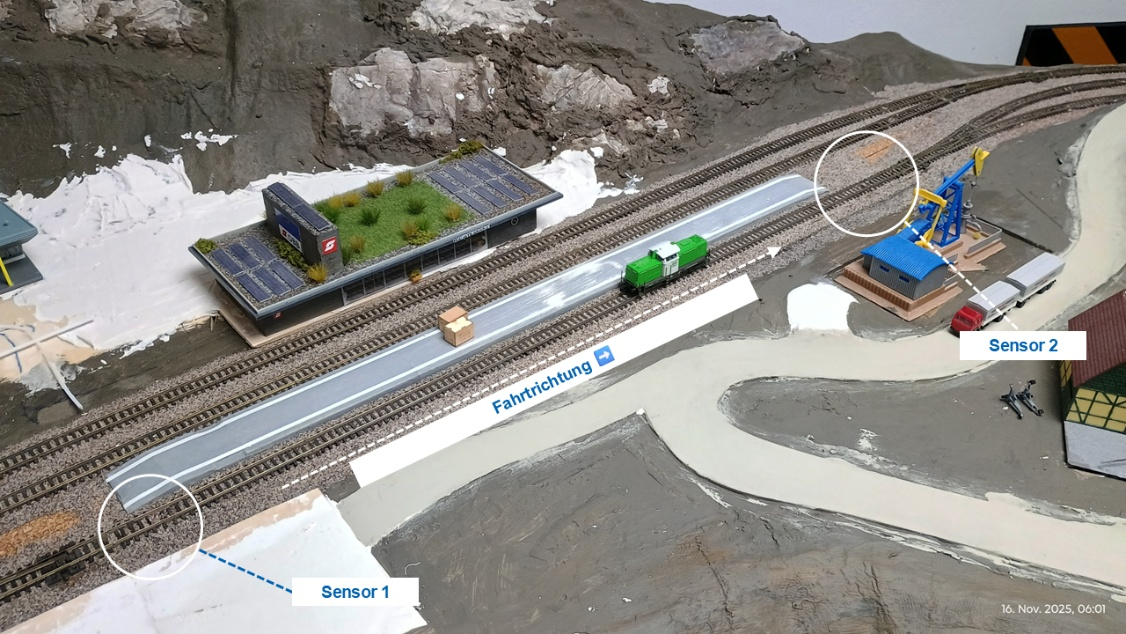 Fahrtrichtung ➡
Sensor 2
Sensor 1
16. Nov. 2025, 06:01